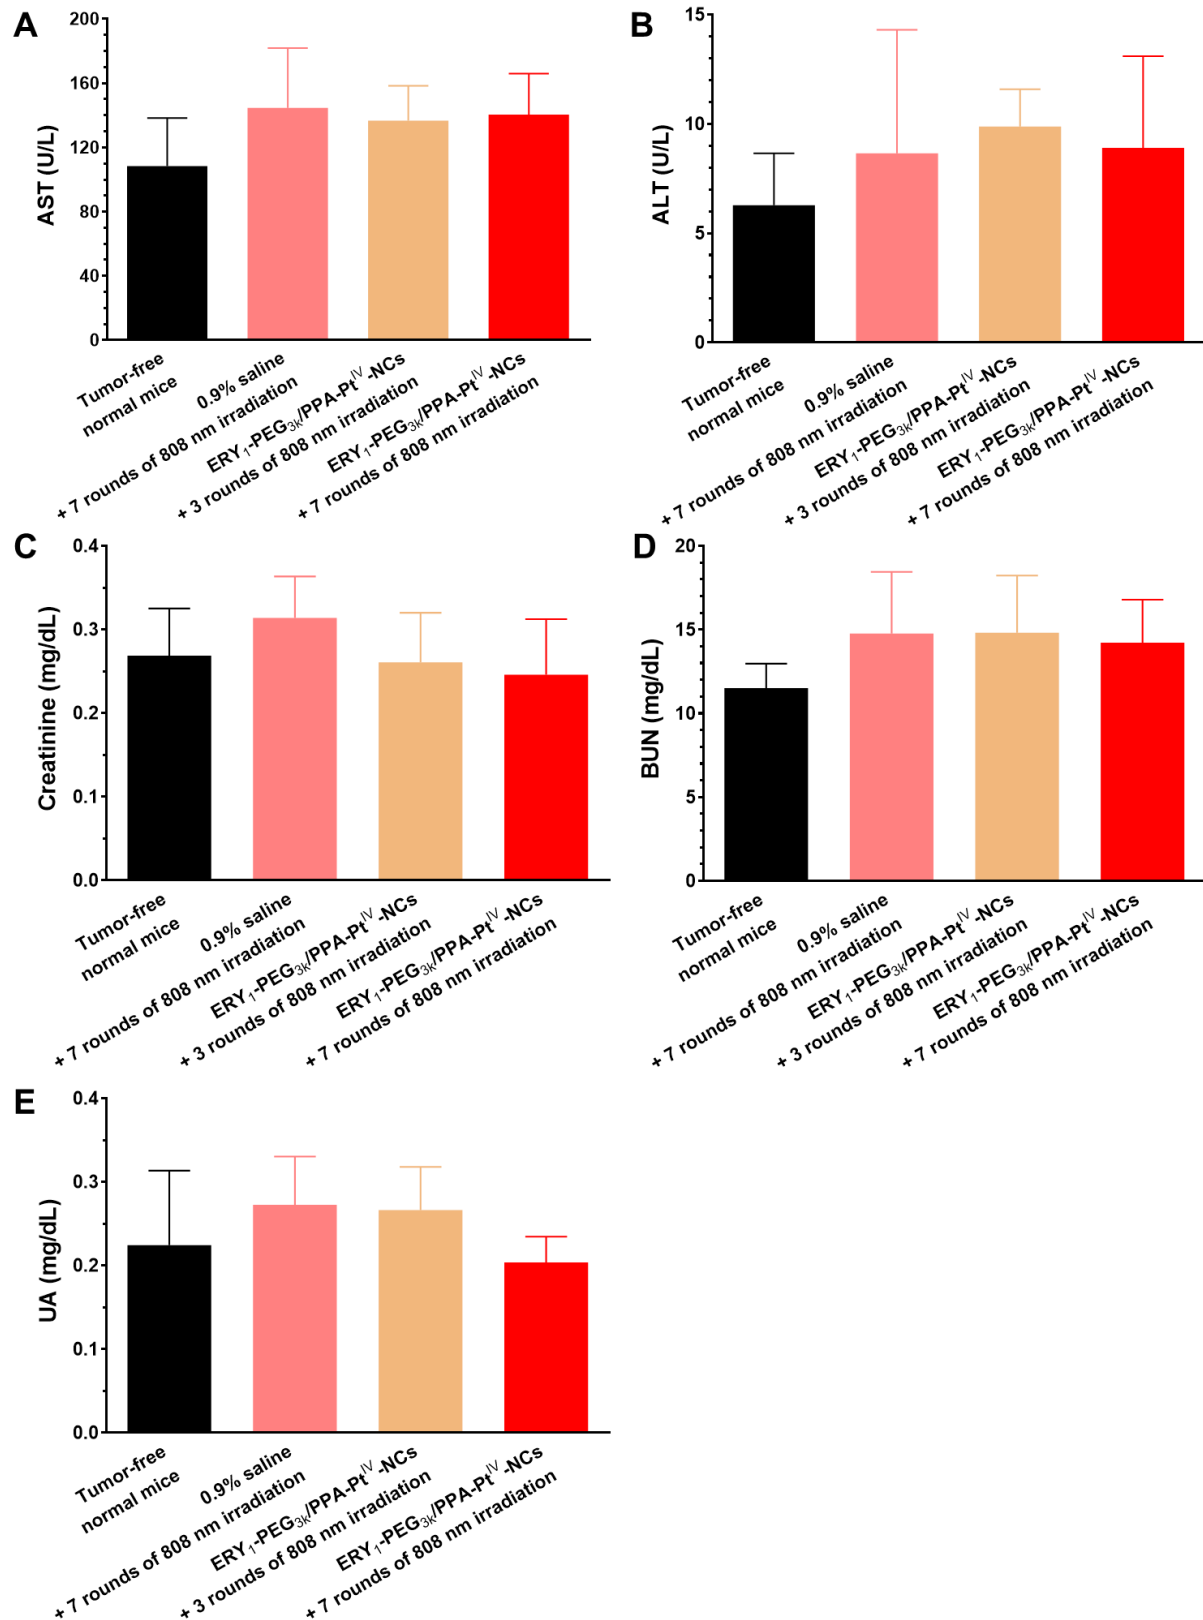 A
AST (U/L)
200
160
120
80
40
0
Tumor-free
normal mice
0.9% saline
+ 7 rounds of 808 nm irradiation
ERY₁-PEG₃ₖ/PPA-Ptᴵⱽ-NCs
+ 3 rounds of 808 nm irradiation
ERY₁-PEG₃ₖ/PPA-Ptᴵⱽ-NCs
+ 7 rounds of 808 nm irradiation
B
ALT (U/L)
15
10
5
0
Tumor-free
normal mice
0.9% saline
+ 7 rounds of 808 nm irradiation
ERY₁-PEG₃ₖ/PPA-Ptᴵⱽ-NCs
+ 3 rounds of 808 nm irradiation
ERY₁-PEG₃ₖ/PPA-Ptᴵⱽ-NCs
+ 7 rounds of 808 nm irradiation
C
Creatinine (mg/dL)
0.4
0.3
0.2
0.1
0.0
Tumor-free
normal mice
0.9% saline
+ 7 rounds of 808 nm irradiation
ERY₁-PEG₃ₖ/PPA-Ptᴵⱽ-NCs
+ 3 rounds of 808 nm irradiation
ERY₁-PEG₃ₖ/PPA-Ptᴵⱽ-NCs
+ 7 rounds of 808 nm irradiation
D
BUN (mg/dL)
20
15
10
5
0
Tumor-free
normal mice
0.9% saline
+ 7 rounds of 808 nm irradiation
ERY₁-PEG₃ₖ/PPA-Ptᴵⱽ-NCs
+ 3 rounds of 808 nm irradiation
ERY₁-PEG₃ₖ/PPA-Ptᴵⱽ-NCs
+ 7 rounds of 808 nm irradiation
E
UA (mg/dL)
0.4
0.3
0.2
0.1
0.0
Tumor-free
normal mice
0.9% saline
+ 7 rounds of 808 nm irradiation
ERY₁-PEG₃ₖ/PPA-Ptᴵⱽ-NCs
+ 3 rounds of 808 nm irradiation
ERY₁-PEG₃ₖ/PPA-Ptᴵⱽ-NCs
+ 7 rounds of 808 nm irradiation